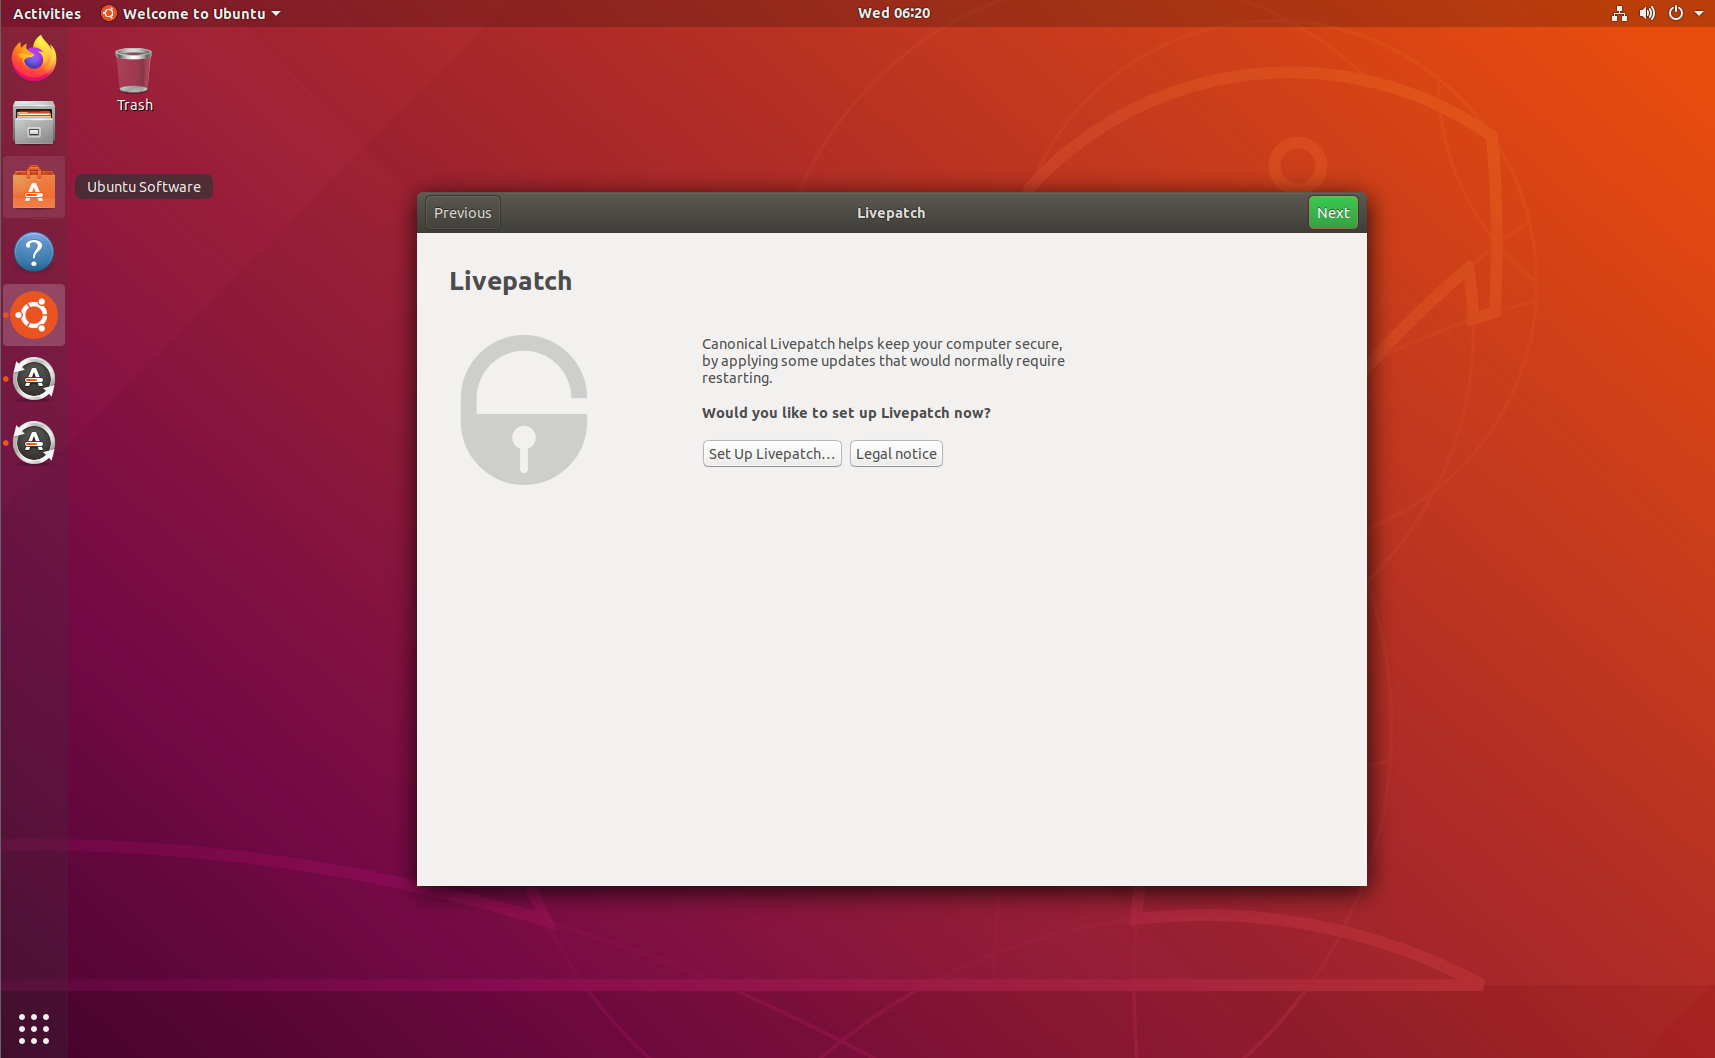 Activities
Welcome to Ubuntu
Wed 06:20
Trash
Ubuntu Software
Previous
Livepatch
Next
Livepatch
Canonical Livepatch helps keep your computer secure,
by applying some updates that would normally require
restarting.
Would you like to set up Livepatch now?
Set Up Livepatch…
Legal notice